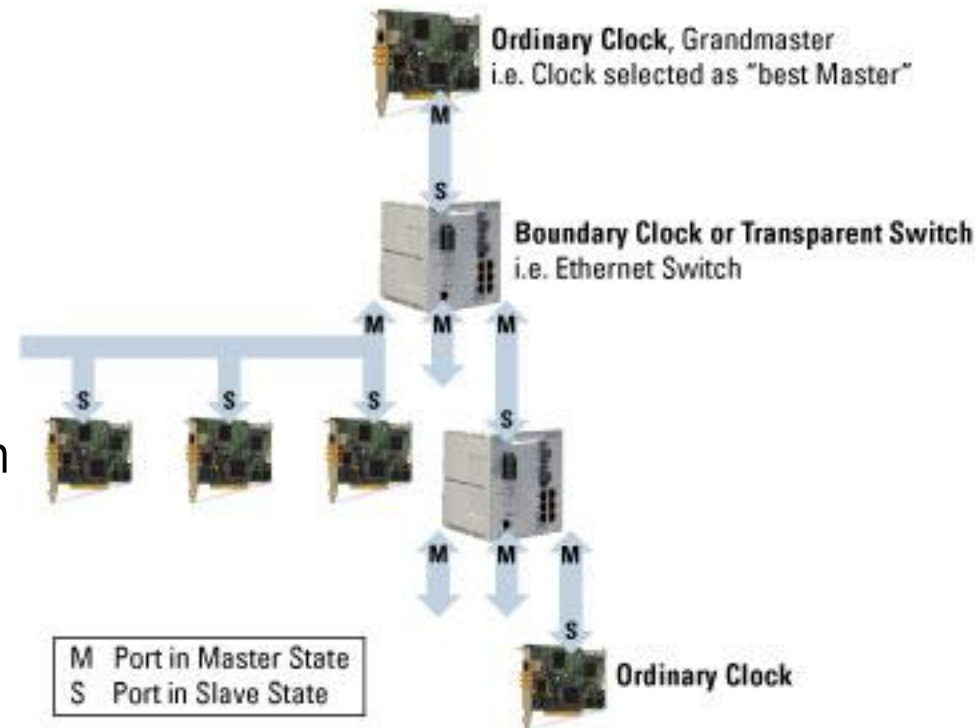 Ordinary Clock, Grandmaster
i.e. Clock selected as "best Master"
M
S
Boundary Clock or Transparent Switch
i.e. Ethernet Switch
M M M
S S S
S
n
M M M
S
M Port in Master State
S Port in Slave State
Ordinary Clock